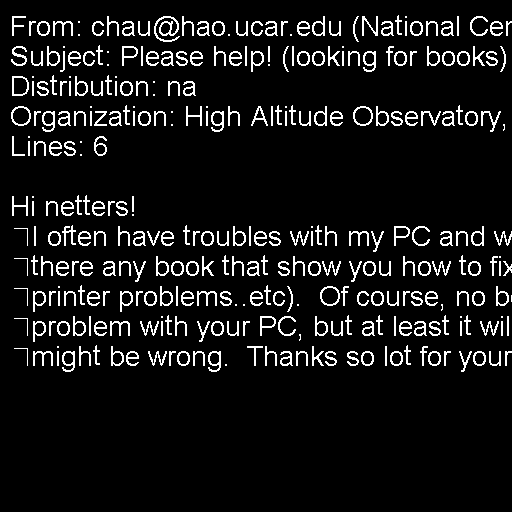 From: chau@hao.ucar.edu (National Cen
Subject: Please help! (looking for books)
Distribution: na
Organization: High Altitude Observatory,
Lines: 6

Hi netters!
I often have troubles with my PC and w
there any book that show you how to fix
printer problems..etc).  Of course, no b
problem with your PC, but at least it wil
might be wrong.  Thanks so lot for your